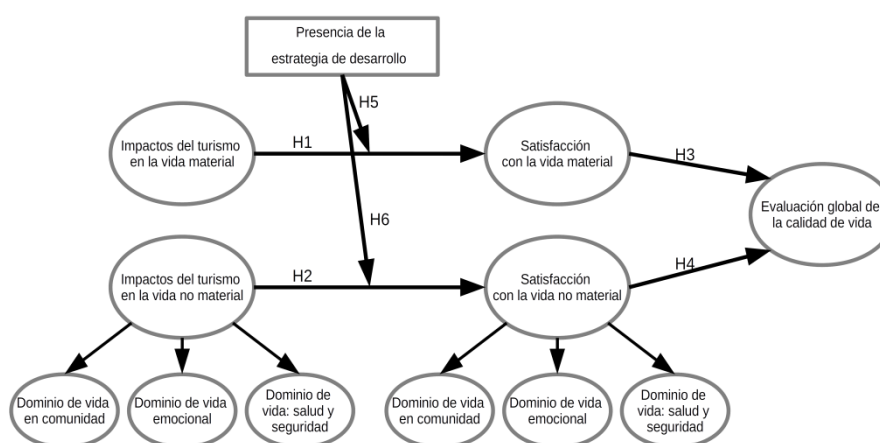 Presencia de la
estrategia de desarrollo
H5
Impactos del turismo
en la vida material
H1
Satisfacción
con la vida material
H3
Evaluación global de
la calidad de vida
H6
Impactos del turismo
en la vida no material
H2
Satisfacción
con la vida no material
H4
Dominio de vida
en comunidad
Dominio de vida
emocional
Dominio de
vida: salud y
seguridad
Dominio de vida
en comunidad
Dominio de vida
emocional
Dominio de
vida: salud y
seguridad